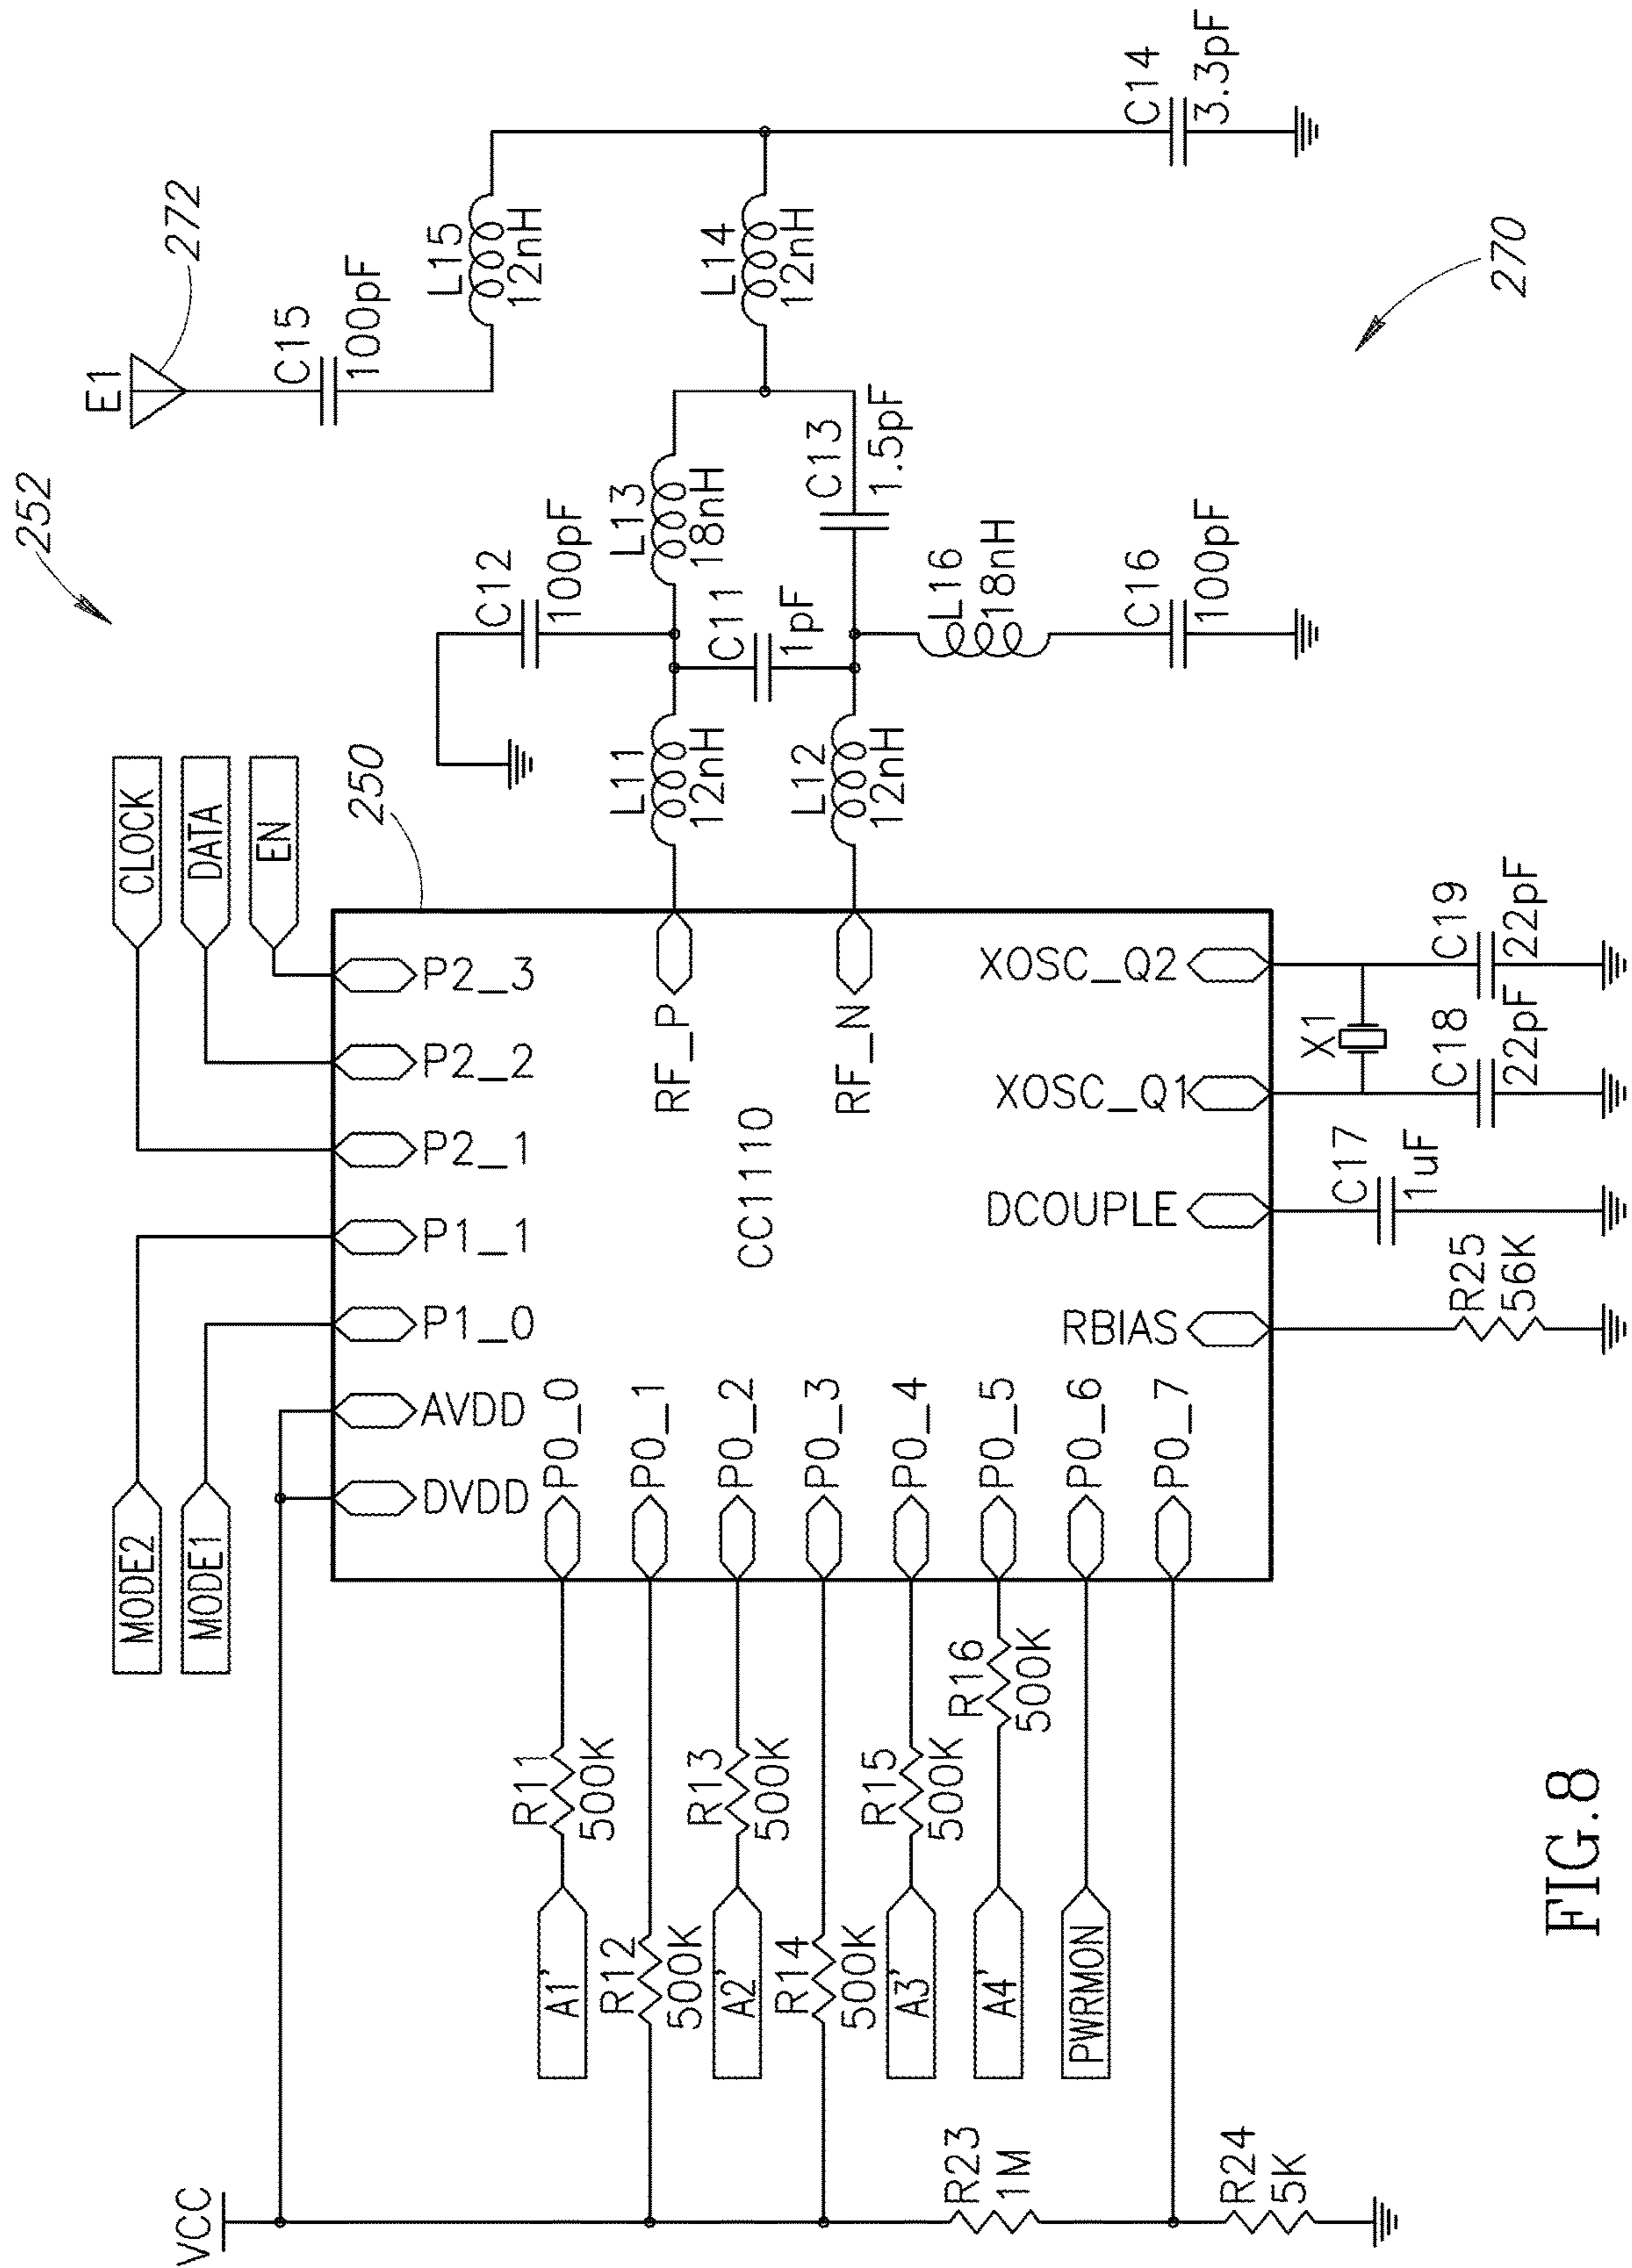 252
E1
272
C15
100pF
L15
12nH
C12
100pF
L13
18nH
L14
12nH
C14
3.3pF
L11
12nH
C11
1pF
C13
1.5pF
L12
12nH
L16
18nH
C16
100pF
270
CLOCK
DATA
EN
250
MODE2
MODE1
VCC
DVDD
AVDD
P1_0
P1_1
P2_1
P2_2
P2_3
RF_P
RF_N
CC1110
P0_0
P0_1
P0_2
P0_3
P0_4
P0_5
P0_6
P0_7
RBIAS
DCOUPLE
XOSC_Q1
XOSC_Q2
A1'
R11
500K
R12
500K
A2'
R13
500K
R14
500K
A3'
R15
500K
A4'
R16
500K
PWRMON
R23
1M
R24
5K
R25
56K
C17
1uF
X1
C18
22pF
C19
22pF
FIG.8